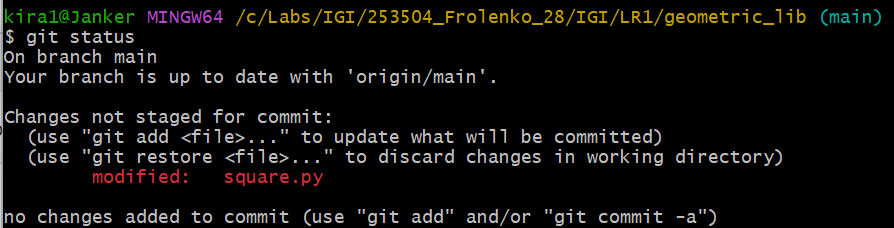 kira1@Janker MINGW64 /c/Labs/IGI/253504_Frolenko_28/IGI/LR1/geometric_lib (main)
$ git status
On branch main
Your branch is up to date with 'origin/main'.
Changes not staged for commit:
(use "git add <file>..." to update what will be committed)
(use "git restore <file>..." to discard changes in working directory)
modified: square.py
no changes added to commit (use "git add" and/or "git commit -a")